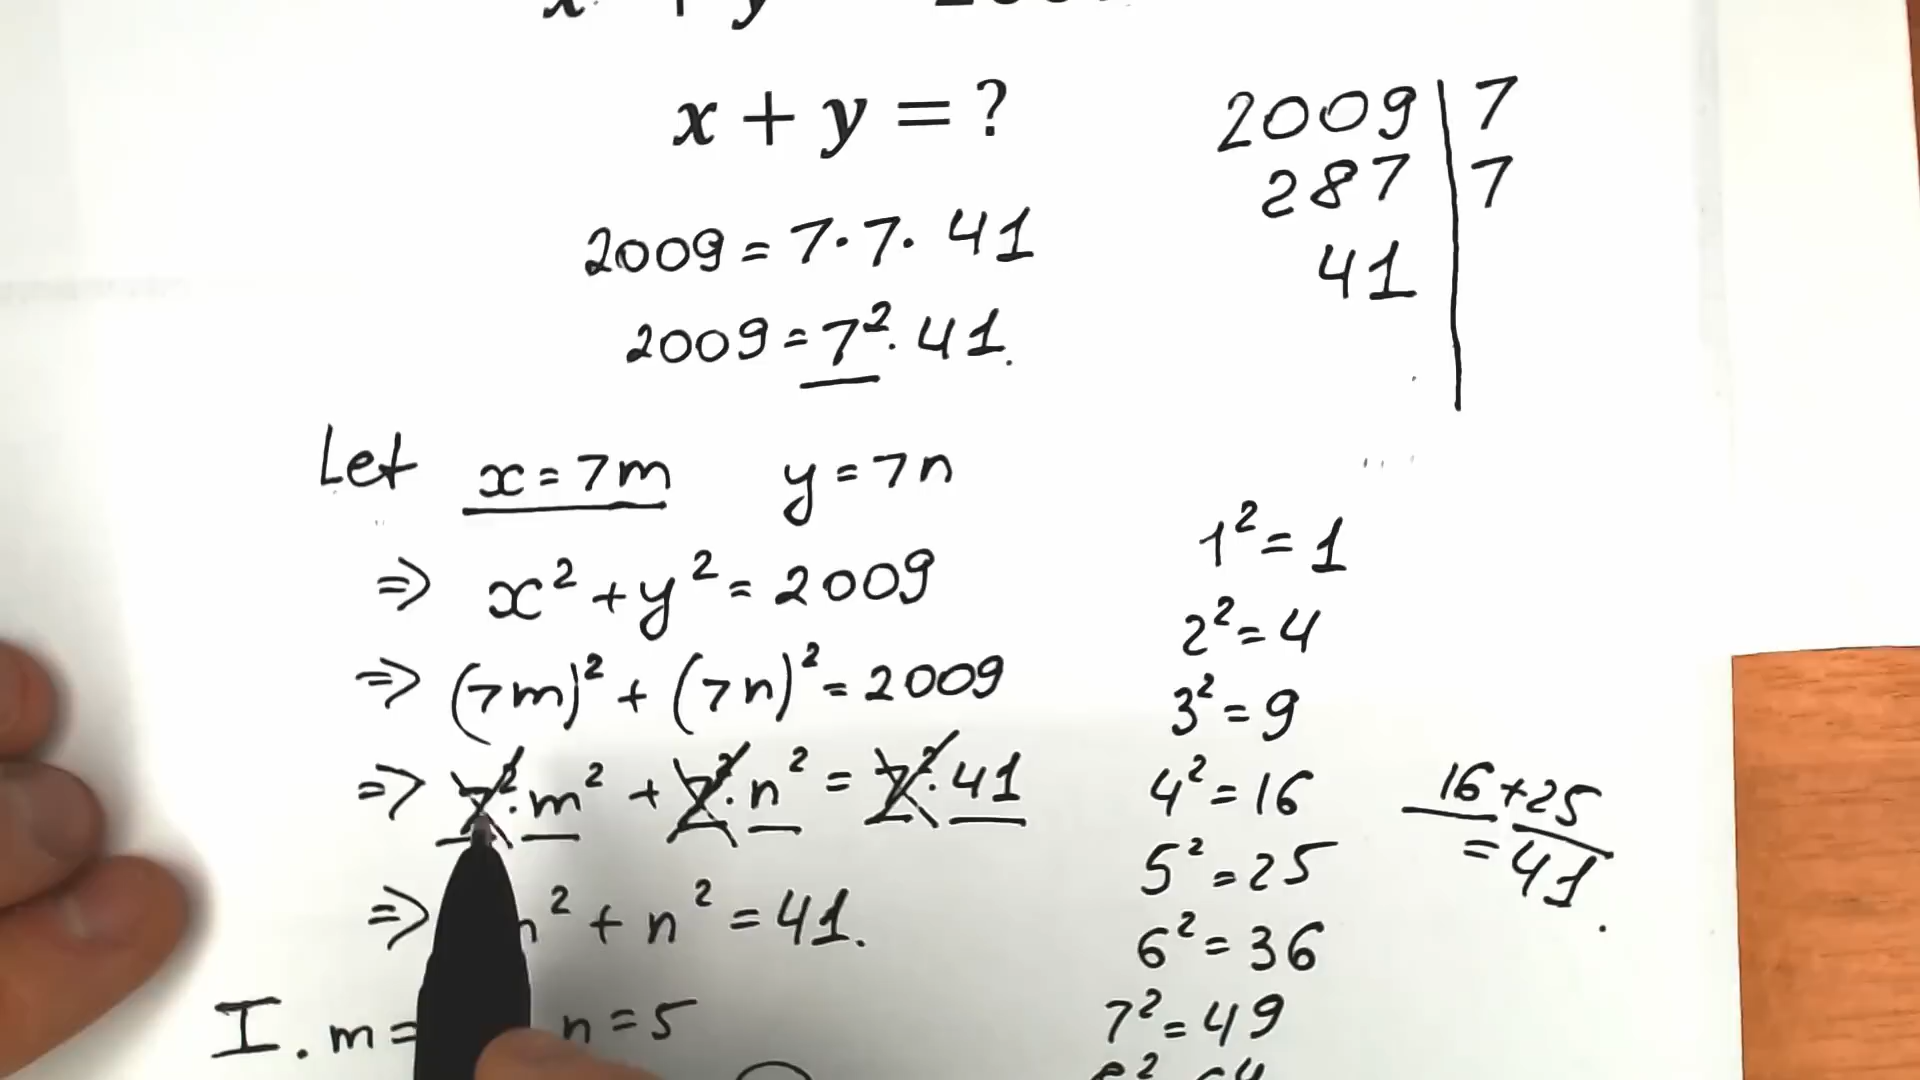 x + y = ?
2009 = 7·7· 41
2009 = 7²· 41.
Let x = 7m y = 7n
⇒ x² + y² = 2009
⇒ (7m)² + (7n)² = 2009
⇒ 7²·m² + 7²·n² = 7²·41
⇒ ² + n² = 41.
I. m = n = 5
2009 | 7
287 | 7
41
1² = 1
2² = 4
3² = 9
4² = 16
5² = 25
6² = 36
7² = 49
16 + 25
= 41.